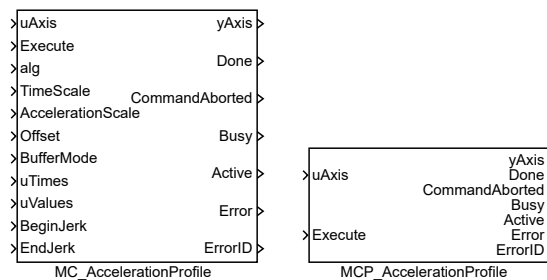 uAxis
Execute
alg
TimeScale
AccelerationScale
Offset
BufferMode
uTimes
uValues
BeginJerk
EndJerk
yAxis
Done
CommandAborted
Busy
Active
Error
ErrorID
MC_AccelerationProfile
uAxis
Execute
yAxis
Done
CommandAborted
Busy
Active
Error
ErrorID
MCP_AccelerationProfile